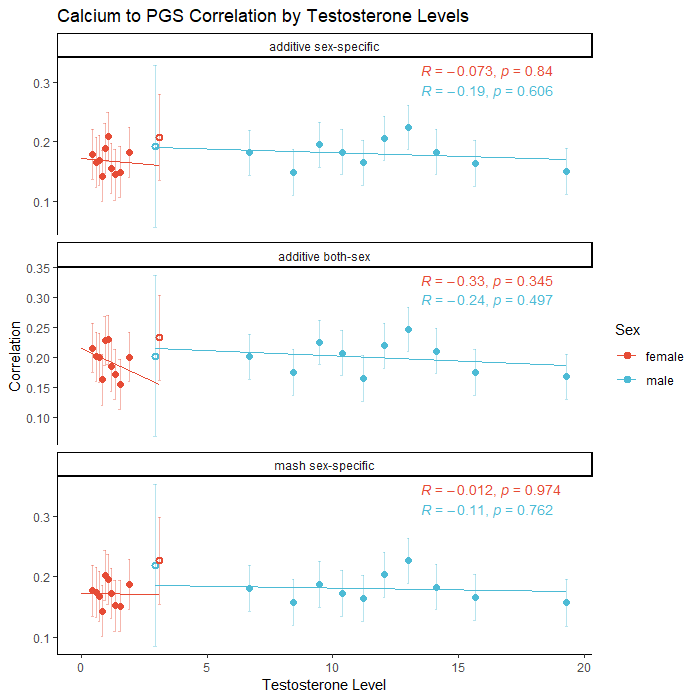 Calcium to PGS Correlation by Testosterone Levels
additive sex-specific
R = −0.073, p = 0.84
R = −0.19, p = 0.606
0.3
0.2
0.1
additive both-sex
R = −0.33, p = 0.345
R = −0.24, p = 0.497
0.35
0.30
0.25
0.20
0.15
0.10
Correlation
mash sex-specific
R = −0.012, p = 0.974
R = −0.11, p = 0.762
0.3
0.2
0.1
0 5 10 15 20
Testosterone Level
Sex
female
male